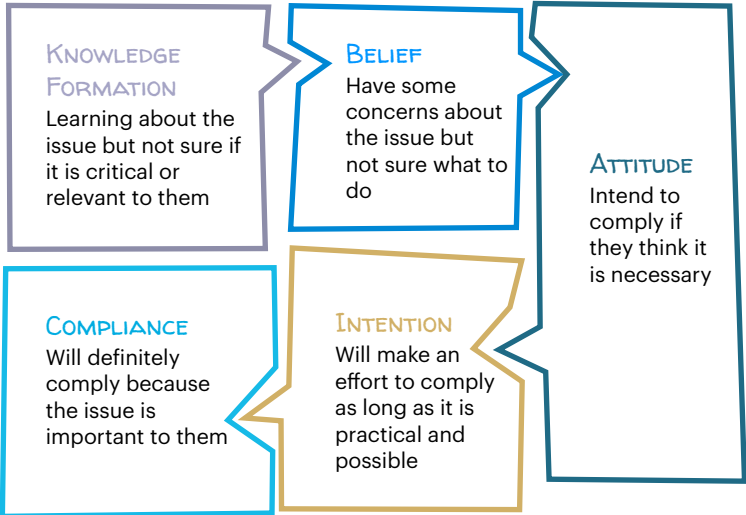 Knowledge
Formation
Learning about the
issue but not sure if
it is critical or
relevant to them
Belief
Have some
concerns about
the issue but
not sure what to
do
Attitude
Intend to
comply if
they think it
is necessary
Intention
Will make an
effort to comply
as long as it is
practical and
possible
Compliance
Will definitely
comply because
the issue is
important to them